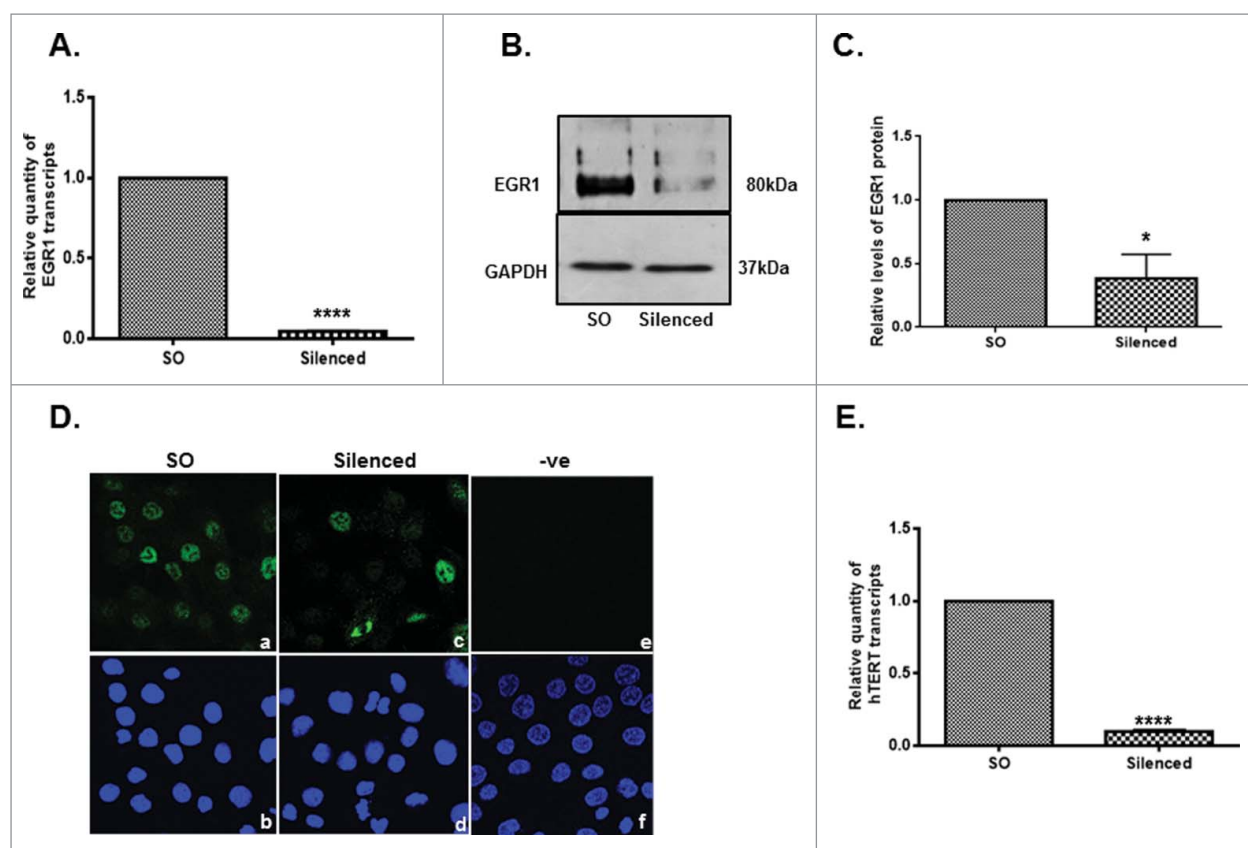 A.
1.5
1.0
0.5
0.0
Relative quantity of
EGR1 transcripts
****
SO Silenced
B.
EGR1 80kDa
GAPDH 37kDa
SO Silenced
C.
1.5
1.0
0.5
0.0
Relative levels of EGR1 protein
*
SO Silenced
D.
SO Silenced -ve
a c e
b d f
E.
1.5
1.0
0.5
0.0
Relative quantity of
hTERT transcripts
****
SO Silenced